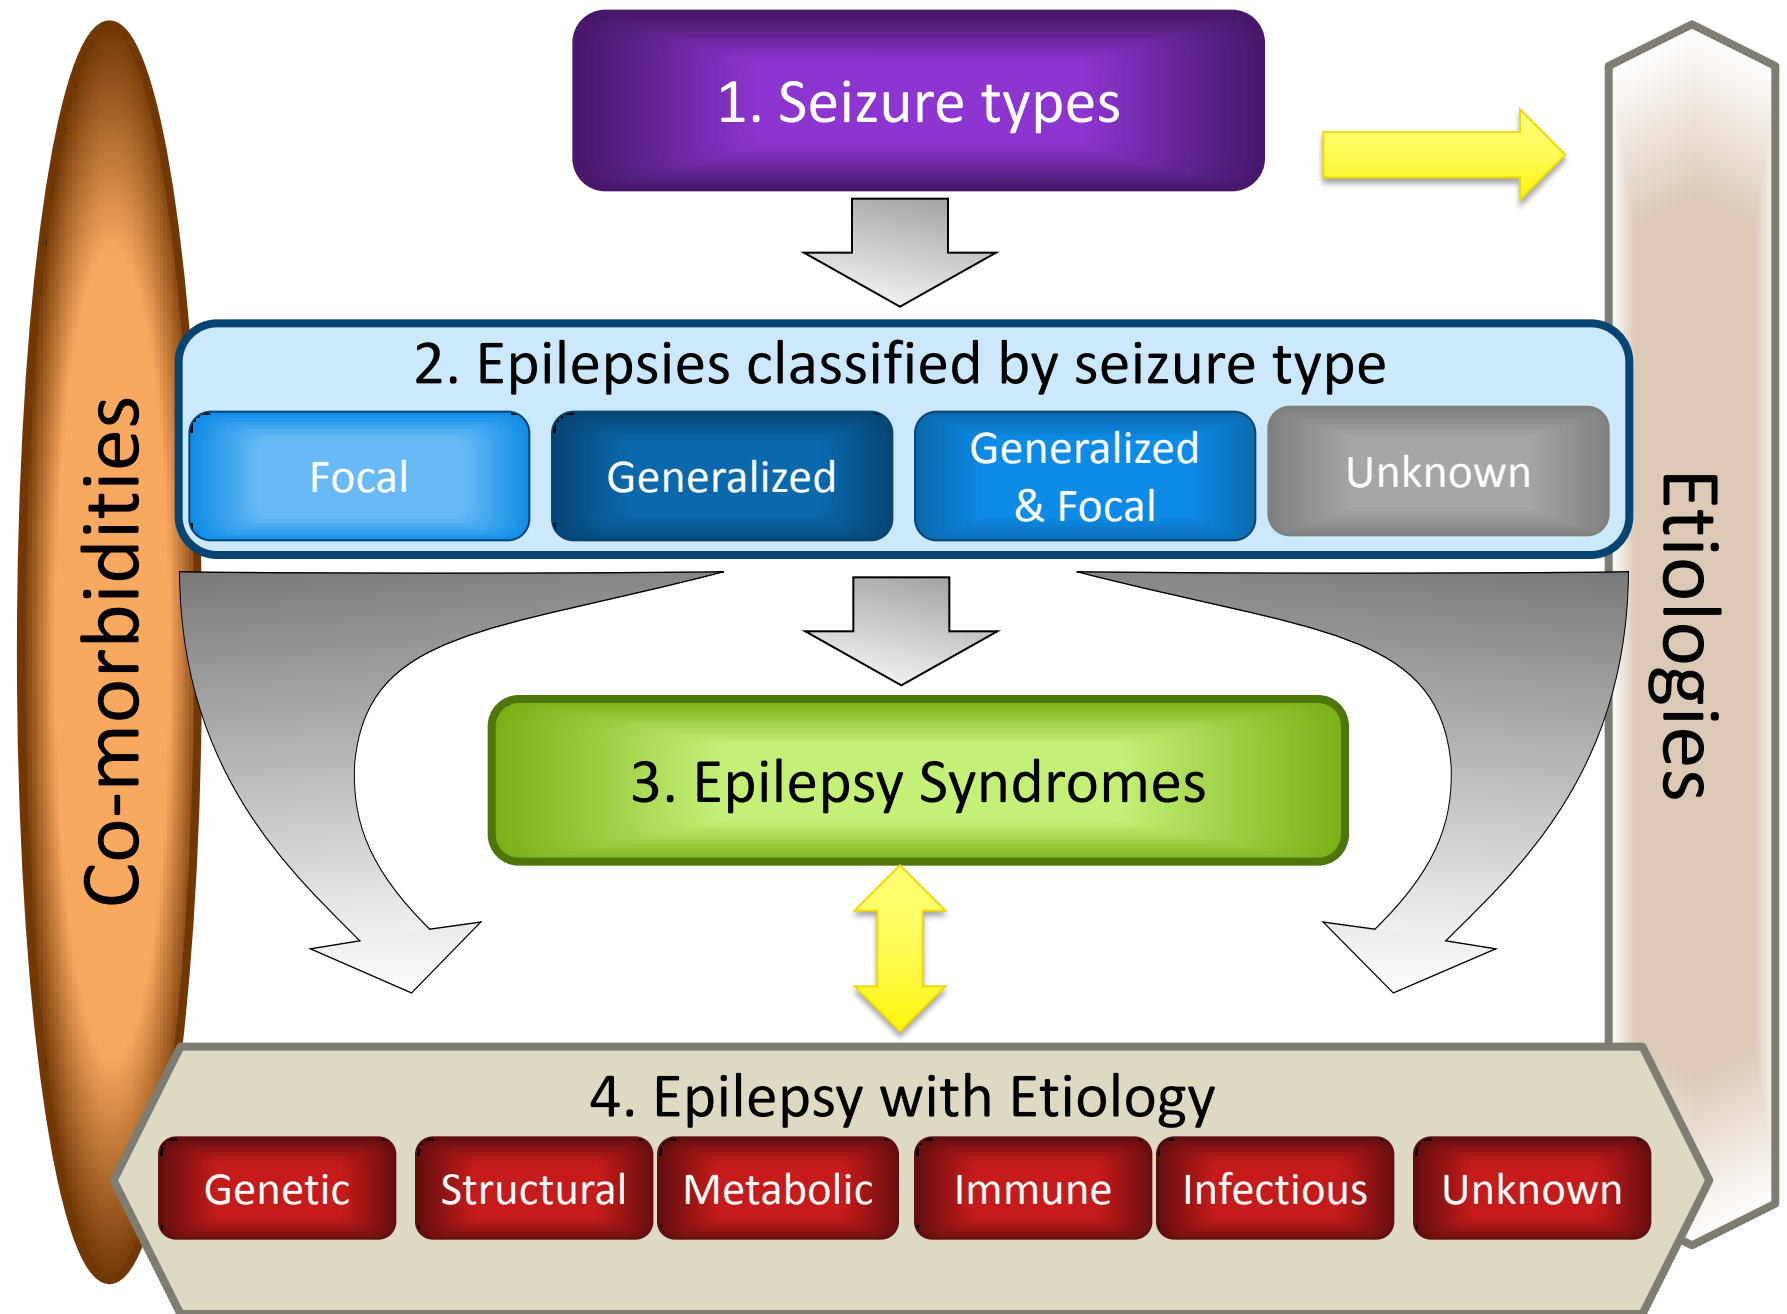 1. Seizure types
2. Epilepsies classified by seizure type
Focal
Generalized
Generalized
& Focal
Unknown
Co-morbidities
Etiologies
3. Epilepsy Syndromes
4. Epilepsy with Etiology
Genetic
Structural
Metabolic
Immune
Infectious
Unknown